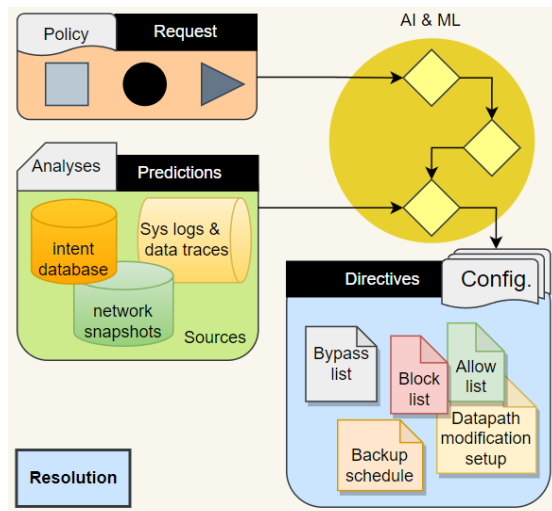 Policy
Request
AI & ML
Analyses
Predictions
intent
database
Sys logs &
data traces
network
snapshots
Sources
Directives
Config.
Bypass
list
Block
list
Allow
list
Datapath
modification
setup
Backup
schedule
Resolution